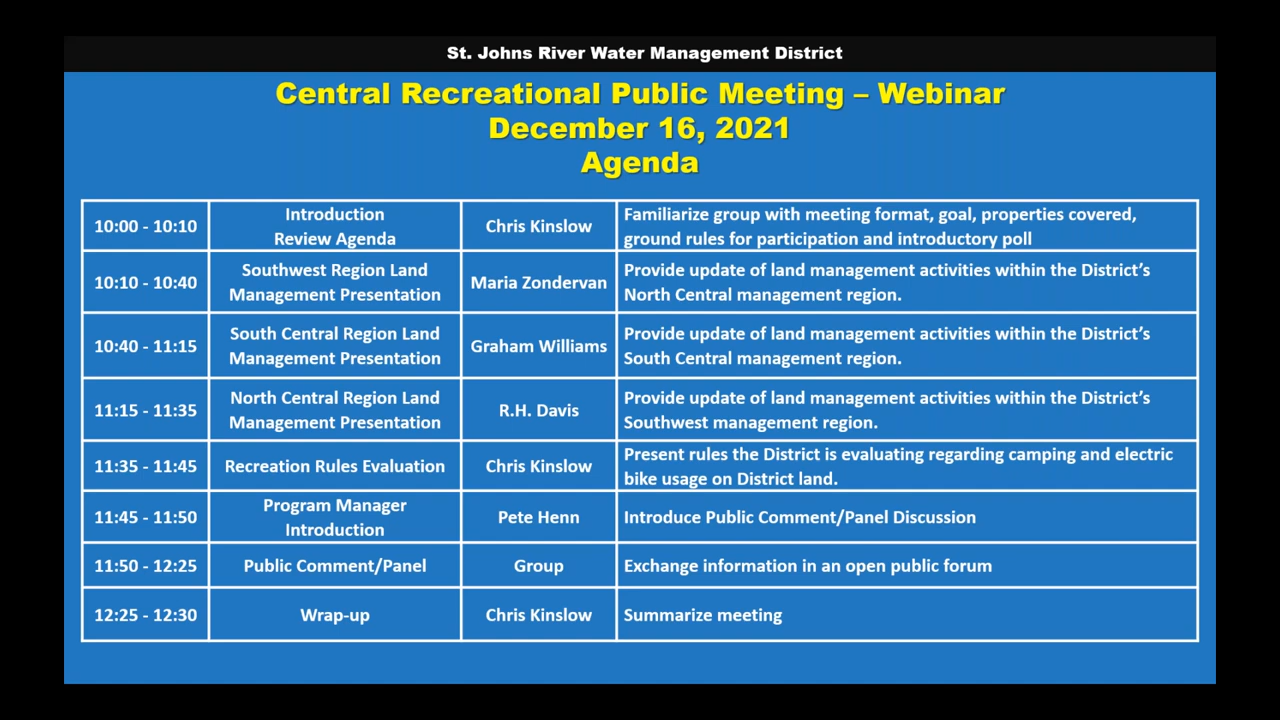 St. Johns River Water Management District
Central Recreational Public Meeting – Webinar
December 16, 2021
Agenda
10:00 - 10:10
Introduction
Review Agenda
Chris Kinslow
Familiarize group with meeting format, goal, properties covered,
ground rules for participation and introductory poll
10:10 - 10:40
Southwest Region Land
Management Presentation
Maria Zondervan
Provide update of land management activities within the District’s
North Central management region.
10:40 - 11:15
South Central Region Land
Management Presentation
Graham Williams
Provide update of land management activities within the District’s
South Central management region.
11:15 - 11:35
North Central Region Land
Management Presentation
R.H. Davis
Provide update of land management activities within the District’s
Southwest management region.
11:35 - 11:45
Recreation Rules Evaluation
Chris Kinslow
Present rules the District is evaluating regarding camping and electric
bike usage on District land.
11:45 - 11:50
Program Manager
Introduction
Pete Henn
Introduce Public Comment/Panel Discussion
11:50 - 12:25
Public Comment/Panel
Group
Exchange information in an open public forum
12:25 - 12:30
Wrap-up
Chris Kinslow
Summarize meeting